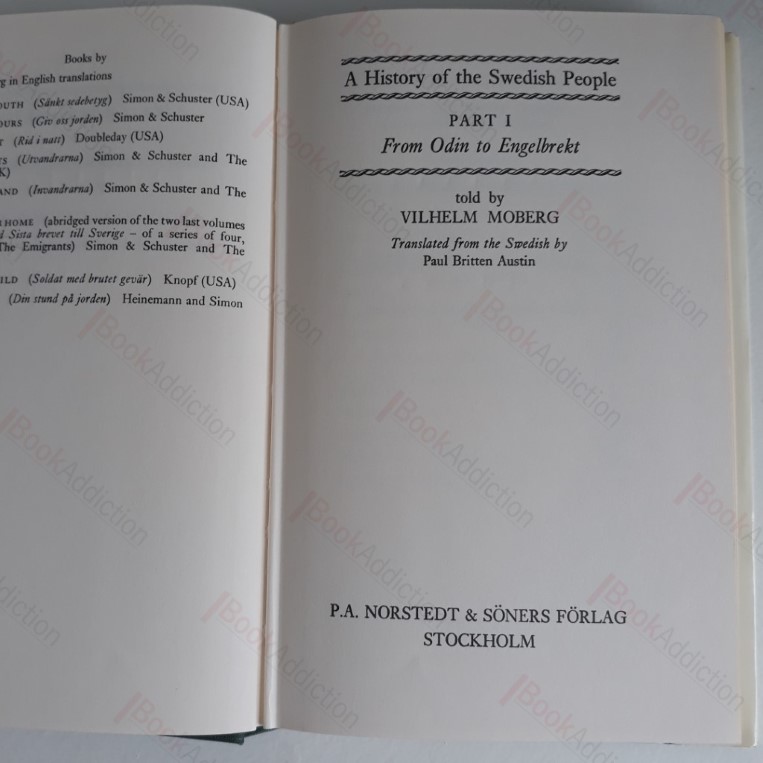 Books by
g in English translations
OUTH (Sänkt sedebetyg) Simon & Schuster (USA)
OURS (Giv oss jorden) Simon & Schuster
T (Rid i natt) Doubleday (USA)
TS (Utvandrarna) Simon & Schuster and The
K)
AND (Invandrarna) Simon & Schuster and The
HOME (abridged version of the two last volumes
d Sista brevet till Sverige – of a series of four,
The Emigrants) Simon & Schuster and The
ILD (Soldat med brutet gevär) Knopf (USA)
(Din stund på jorden) Heinemann and Simon
A History of the Swedish People
PART I
From Odin to Engelbrekt
told by
VILHELM MOBERG
Translated from the Swedish by
Paul Britten Austin
P.A. NORSTEDT & SÖNERS FÖRLAG
STOCKHOLM
BookAddiction